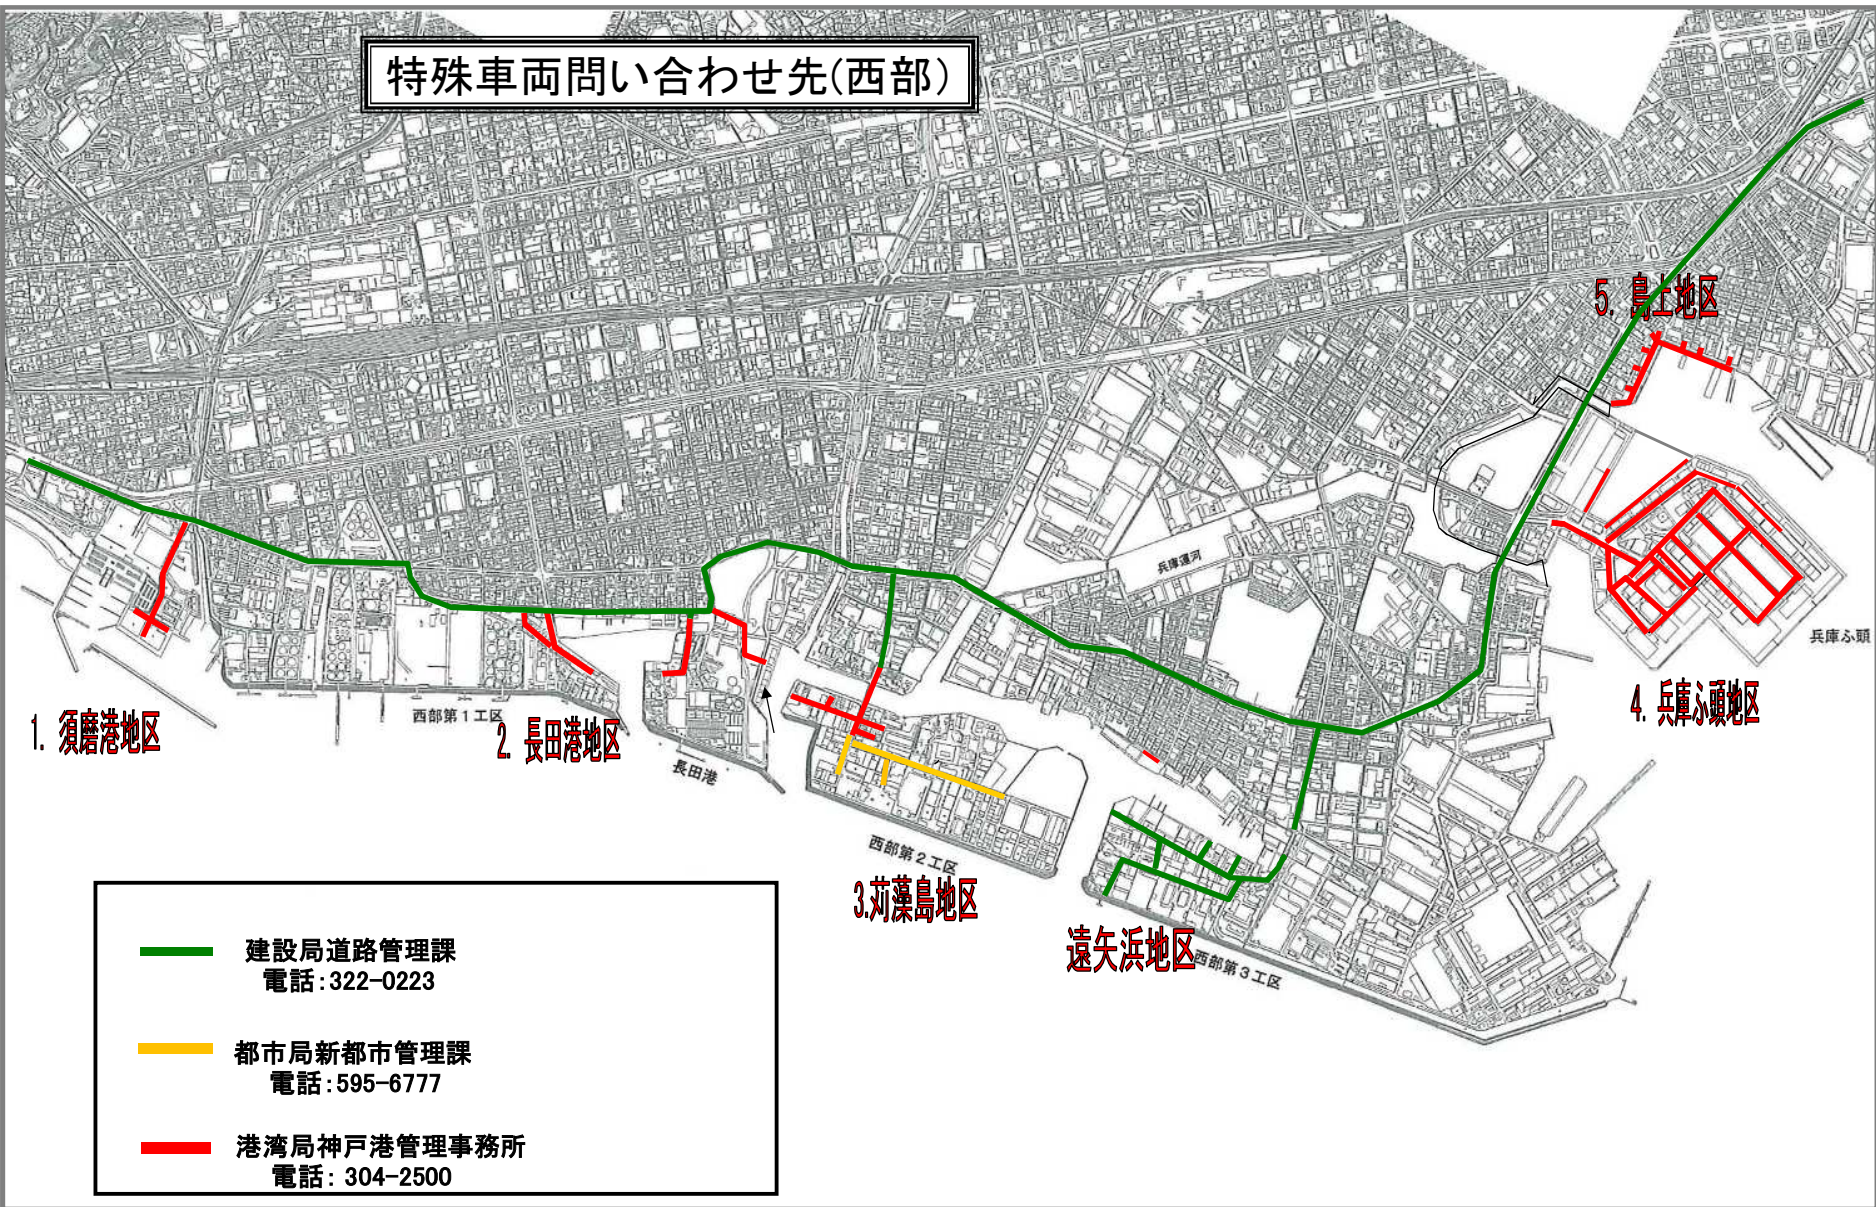 特殊車両問い合わせ先(西部)
5. 島上地区
兵庫運河
兵庫ふ頭
4. 兵庫ふ頭地区
1. 須磨港地区
西部第1工区
2. 長田港地区
長田港
西部第2工区
3.苅藻島地区
遠矢浜地区
西部第3工区
建設局道路管理課
電話:322-0223
都市局新都市管理課
電話:595-6777
港湾局神戸港管理事務所
電話: 304-2500